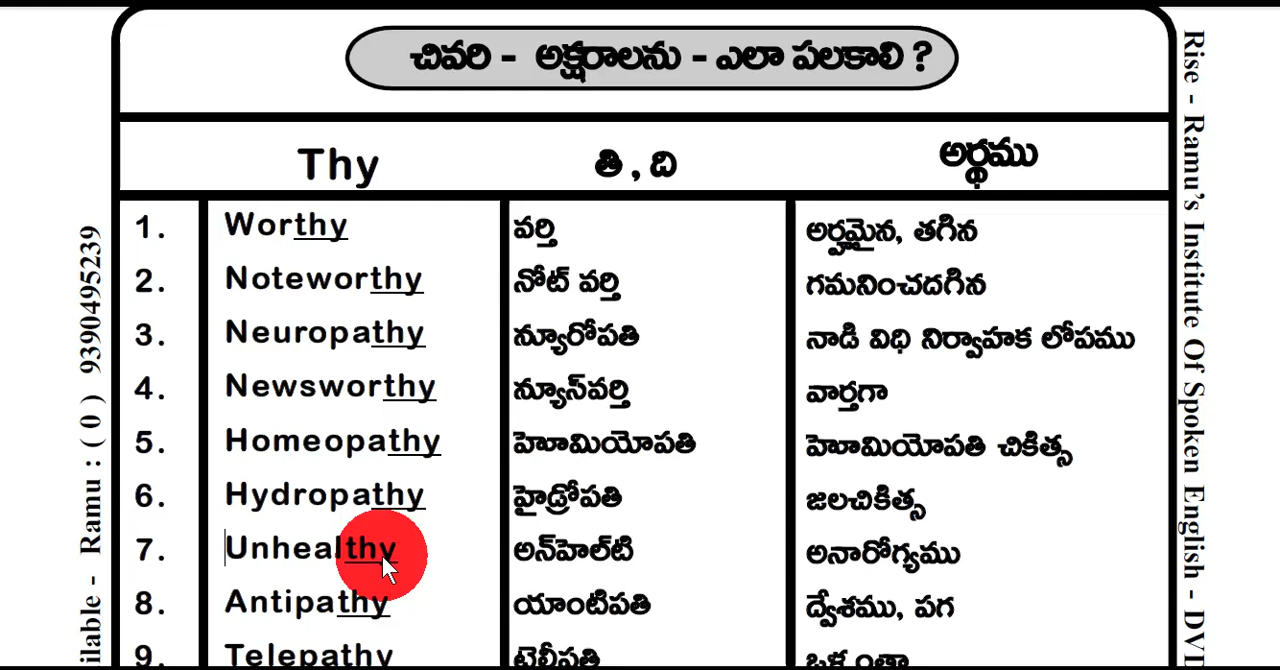 చివరి - అక్షరాలను - ఎలా పలకాలి ?
Thy తి , ది అర్థము
1. Worthy వర్తి అర్హమైన, తగిన
2. Noteworthy నోట్ వర్తి గమనించదగిన
3. Neuropathy న్యూరోపతి నాడి విధి నిర్వాహక లోపము
4. Newsworthy న్యూస్‌వర్తి వార్తగా
5. Homeopathy హెూమియోపతి హెూమియోపతి చికిత్స
6. Hydropathy హైడ్రోపతి జలచికిత్స
7. Unhealthy అన్‌హెల్‌టి అనారోగ్యము
8. Antipathy యాంటిపతి ద్వేశము, పగ
9. Telepathy టెలీపతి
ilable - Ramu : ( 0 ) 9390495239
Rise - Ramu's Institute Of Spoken English - DVD